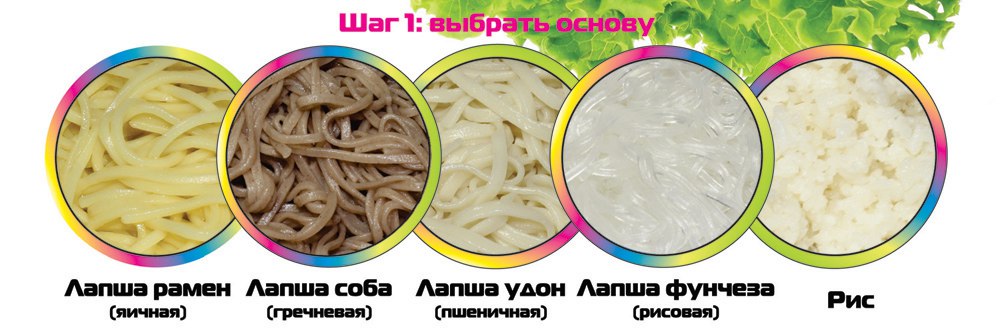 Шаг 1: выбрать основу
Лапша рамен
(яичная)
Лапша соба
(гречневая)
Лапша удон
(пшеничная)
Лапша фунчеза
(рисовая)
Рис